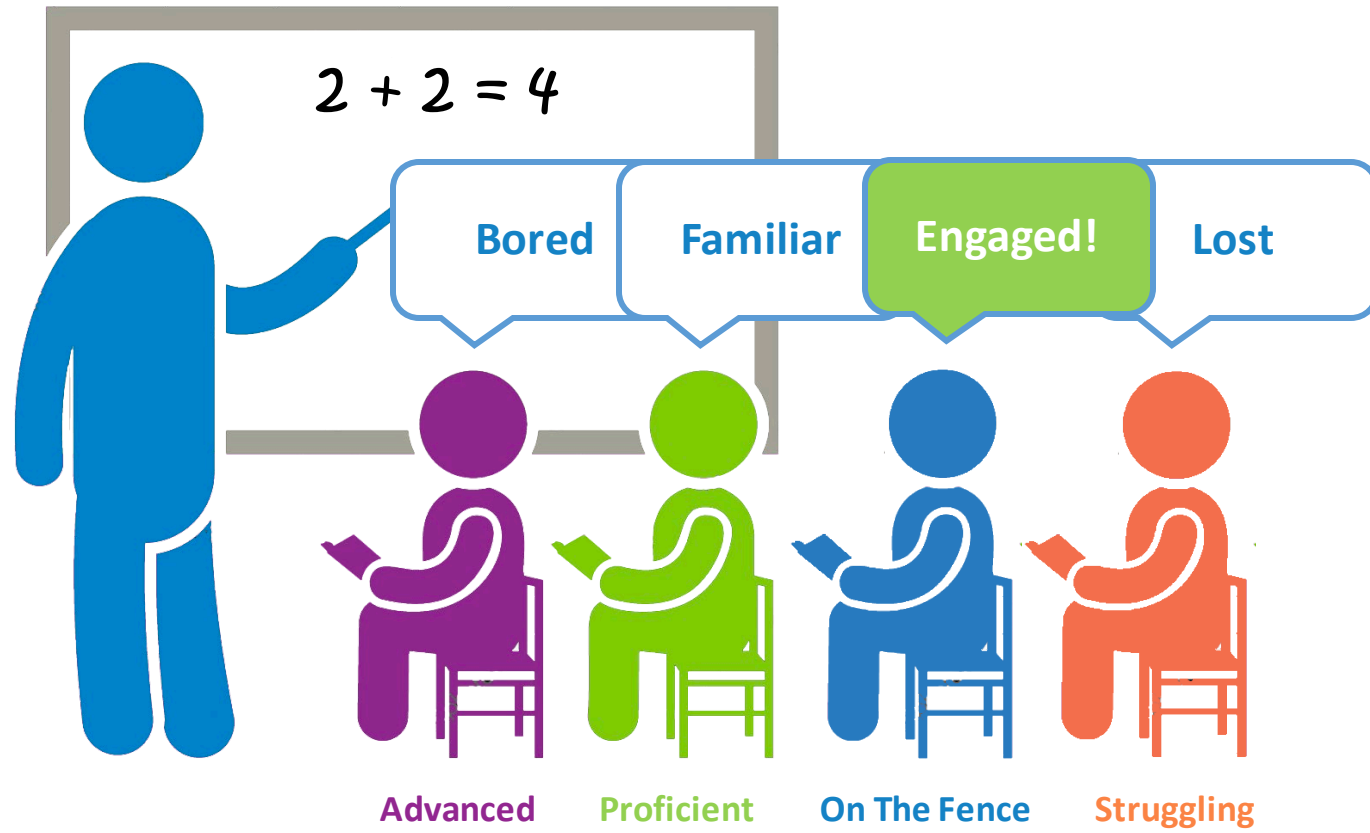 2 + 2 = 4
Bored Familiar Engaged! Lost
Advanced Proficient On The Fence Struggling